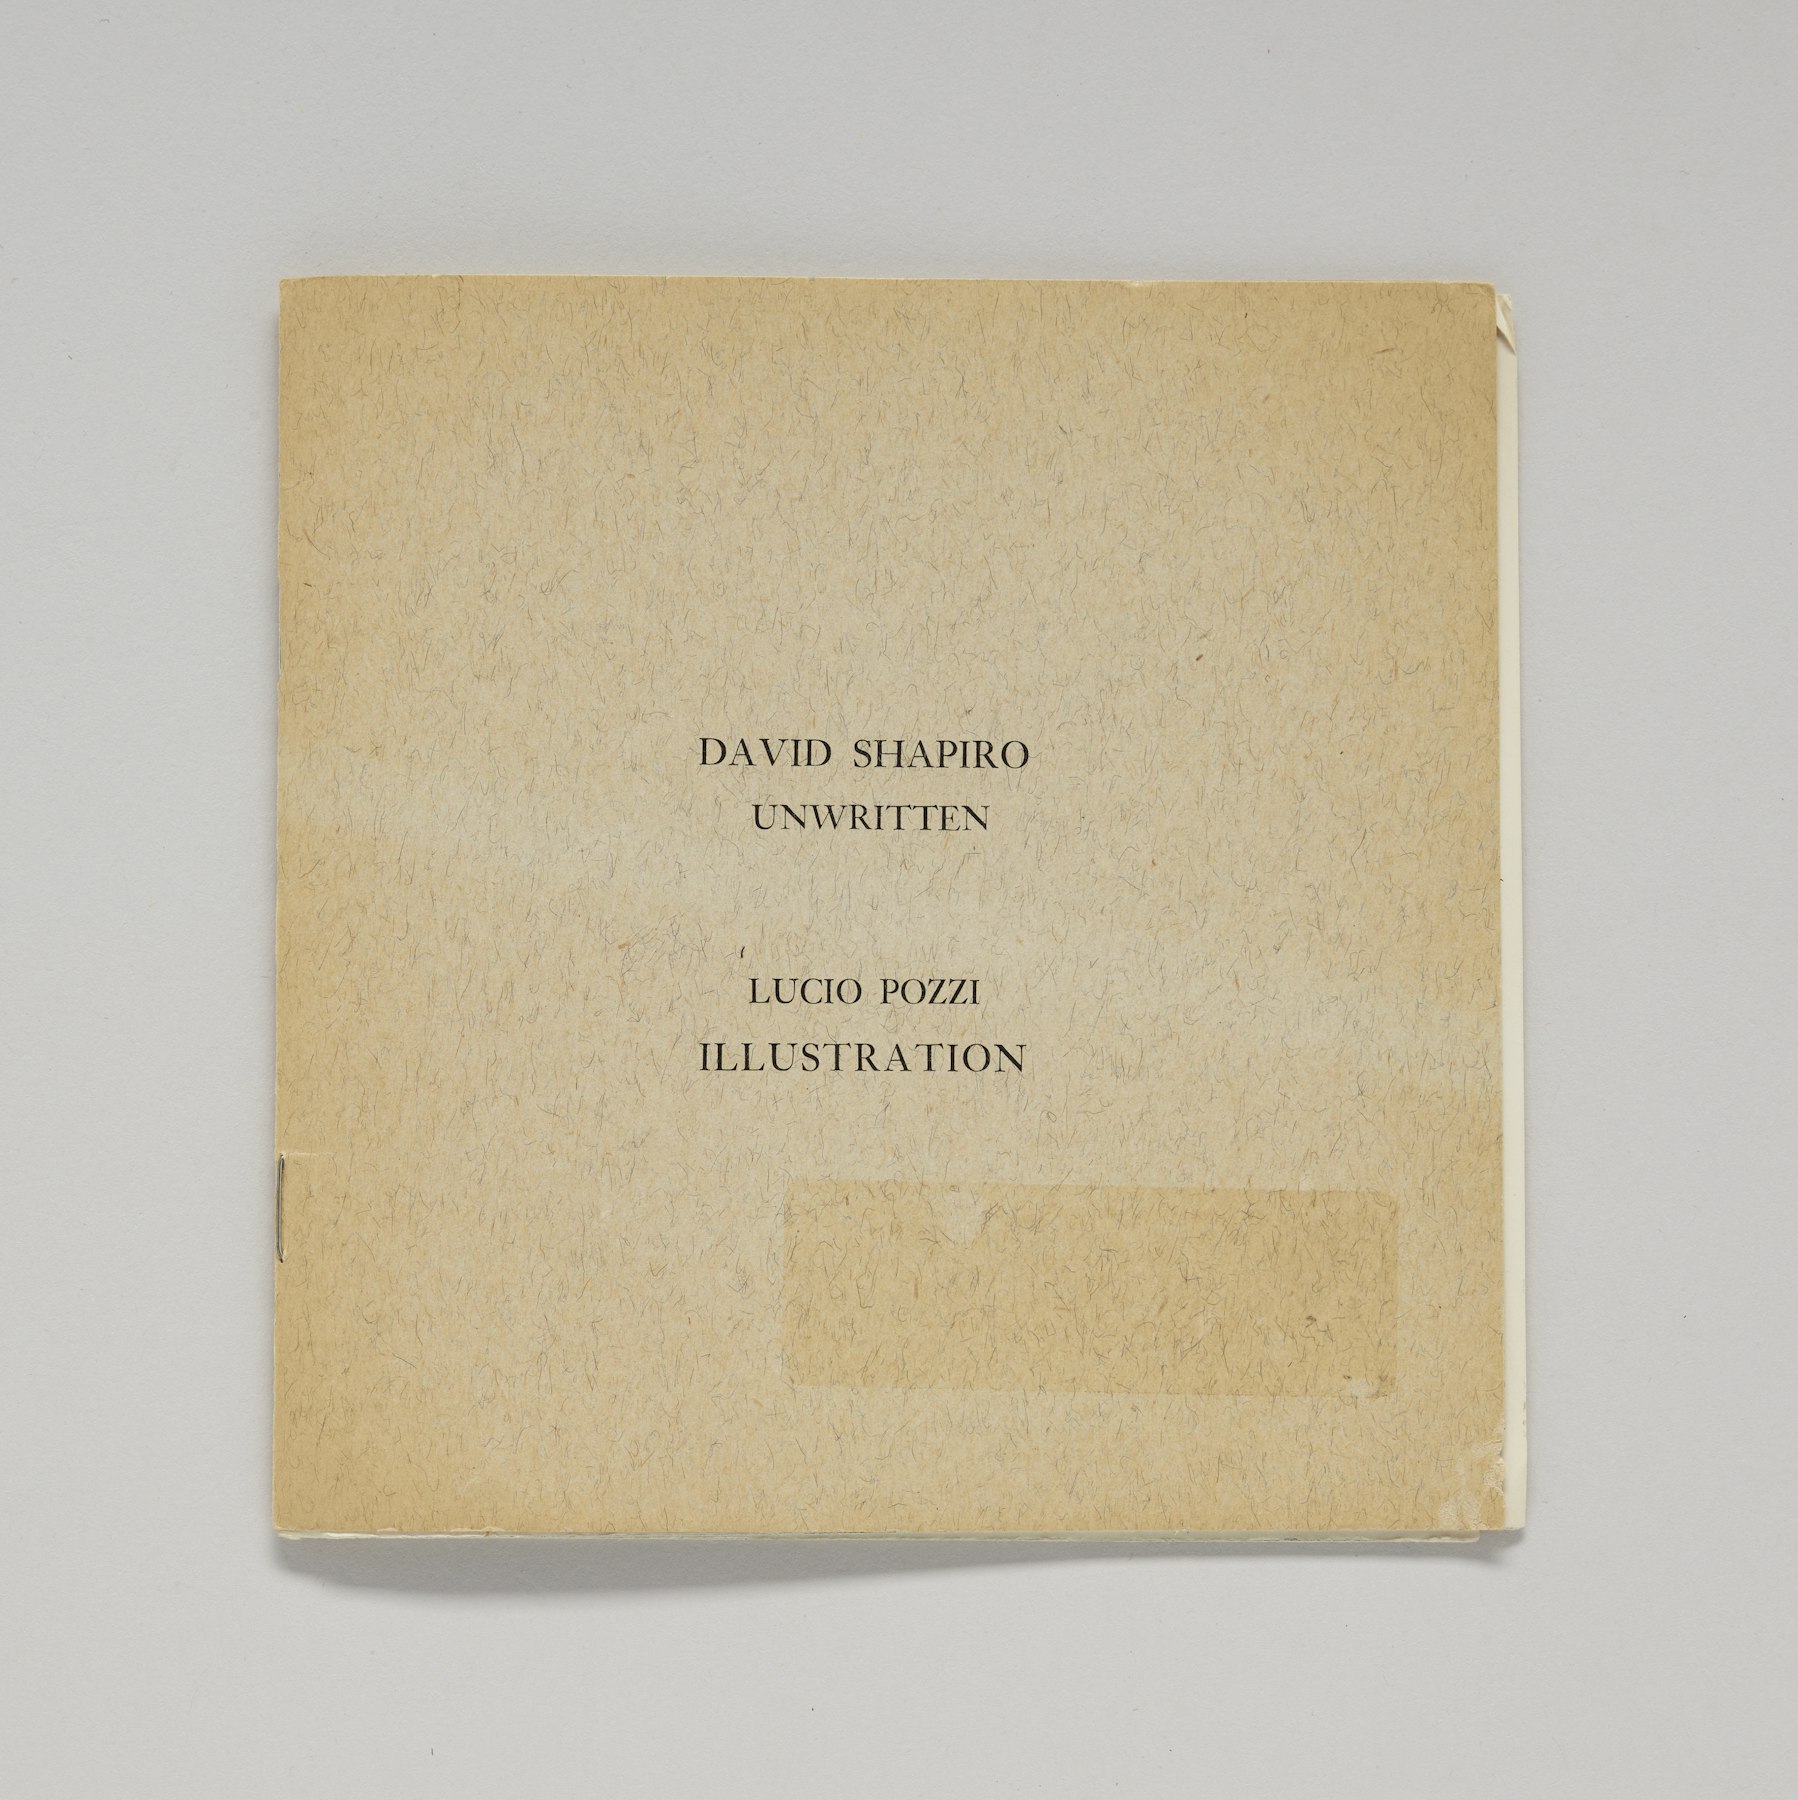 DAVID SHAPIRO
UNWRITTEN
LUCIO POZZI
ILLUSTRATION